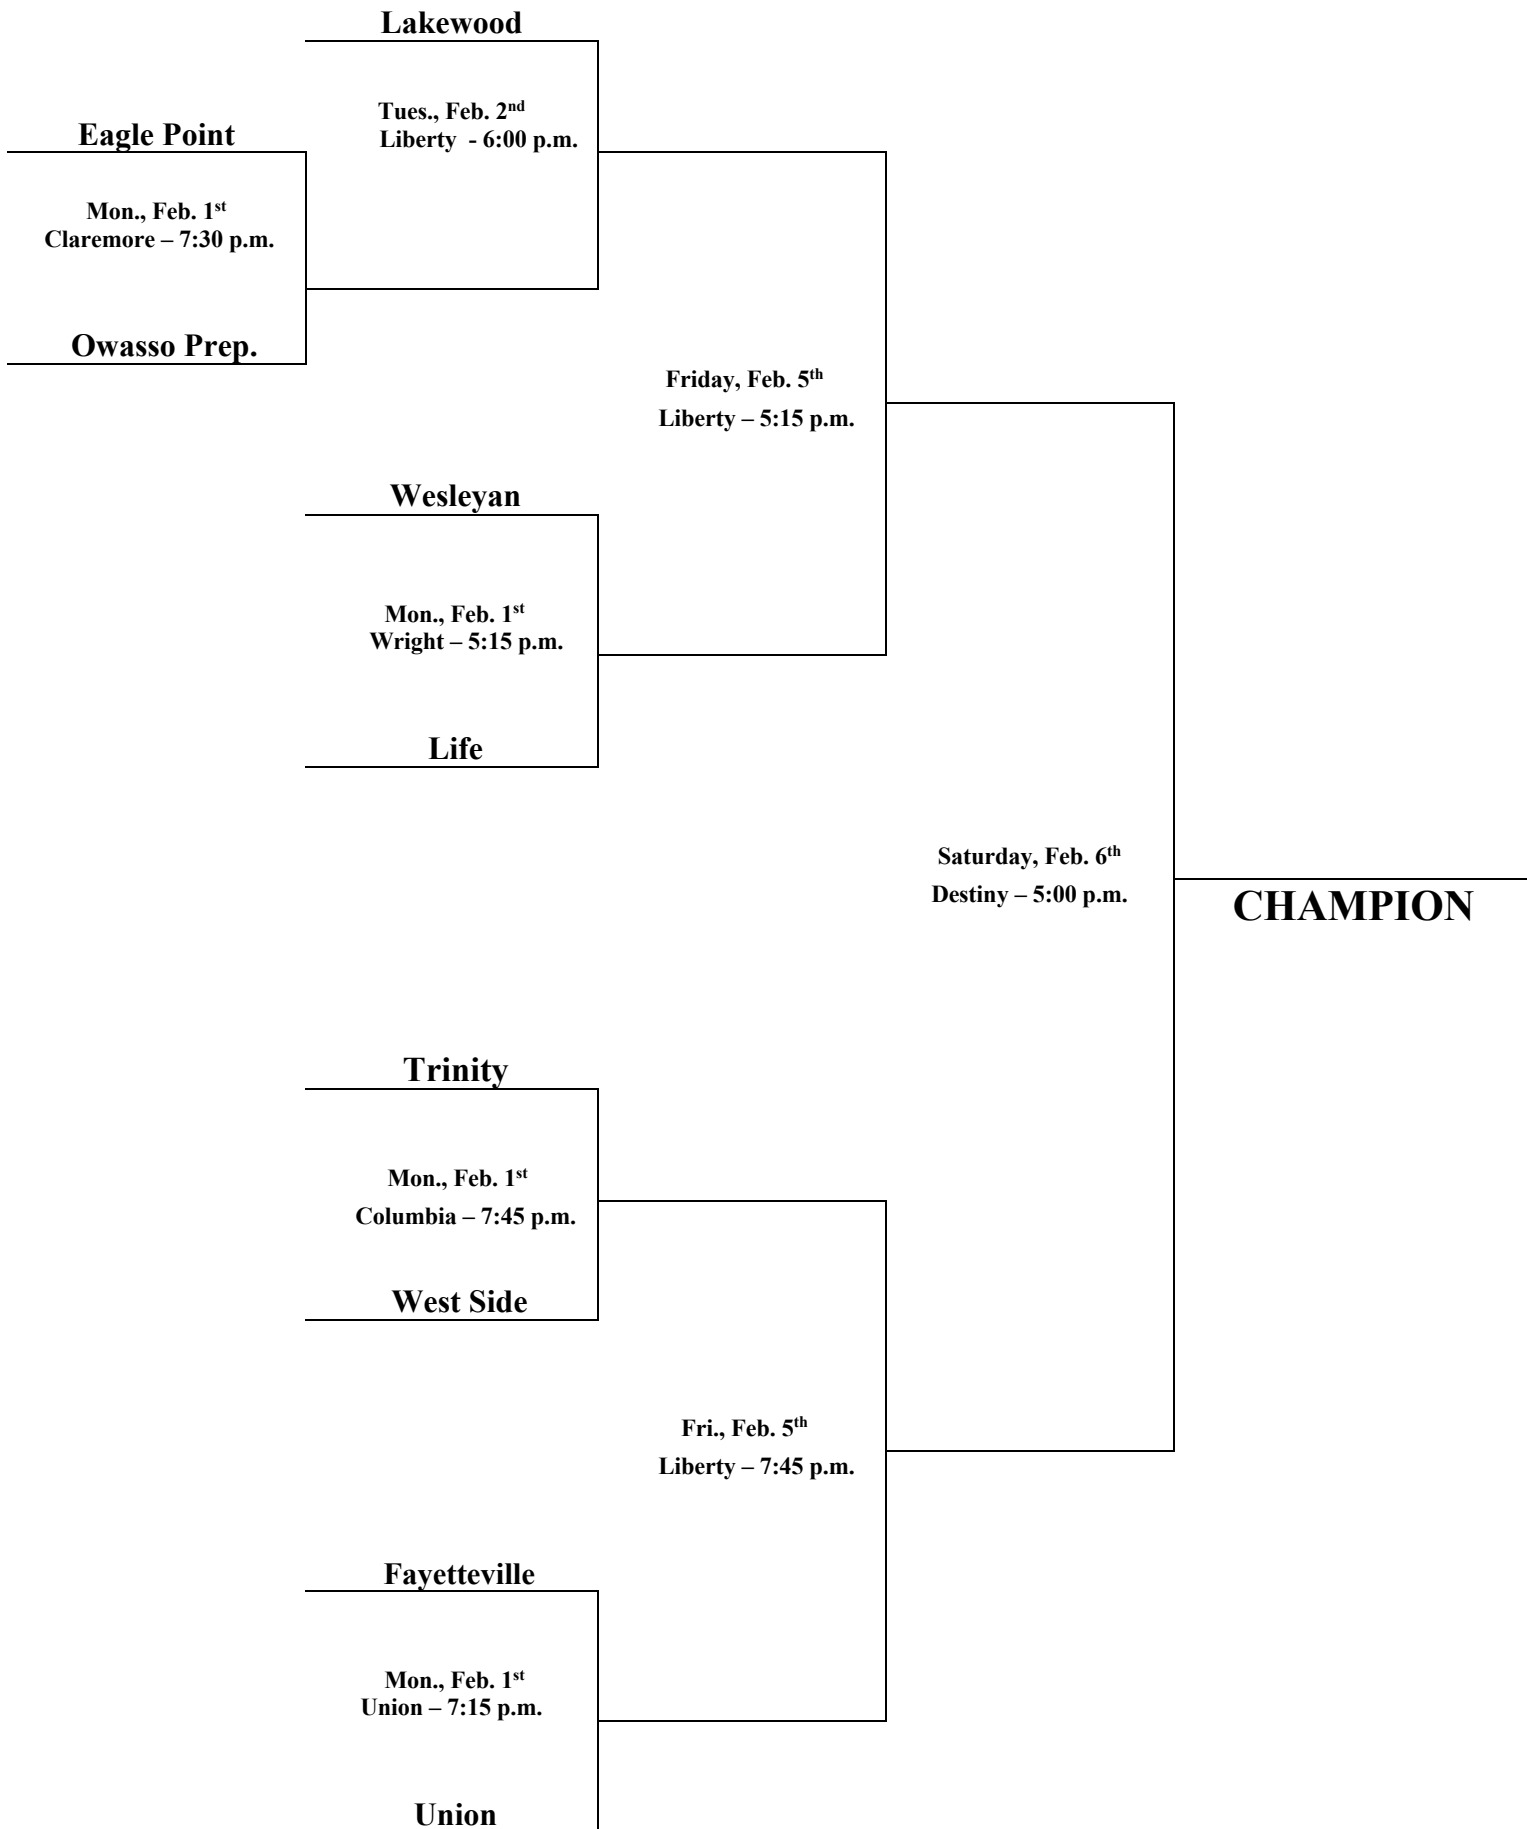 Lakewood
Tues., Feb. 2nd
Liberty - 6:00 p.m.
Eagle Point
Mon., Feb. 1st
Claremore – 7:30 p.m.
Owasso Prep.
Friday, Feb. 5th
Liberty – 5:15 p.m.
Wesleyan
Mon., Feb. 1st
Wright – 5:15 p.m.
Life
Saturday, Feb. 6th
Destiny – 5:00 p.m.
CHAMPION
Trinity
Mon., Feb. 1st
Columbia – 7:45 p.m.
West Side
Fri., Feb. 5th
Liberty – 7:45 p.m.
Fayetteville
Mon., Feb. 1st
Union – 7:15 p.m.
Union